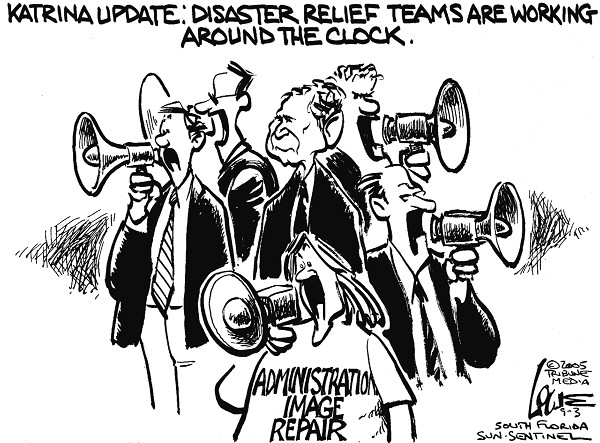 KATRINA UPDATE: DISASTER RELIEF TEAMS ARE WORKING
AROUND THE CLOCK.
ADMINISTRATION
IMAGE
REPAIR
©2005
TRIBUNE
MEDIA
9-3
SOUTH FLORIDA
SUN-SENTINEL